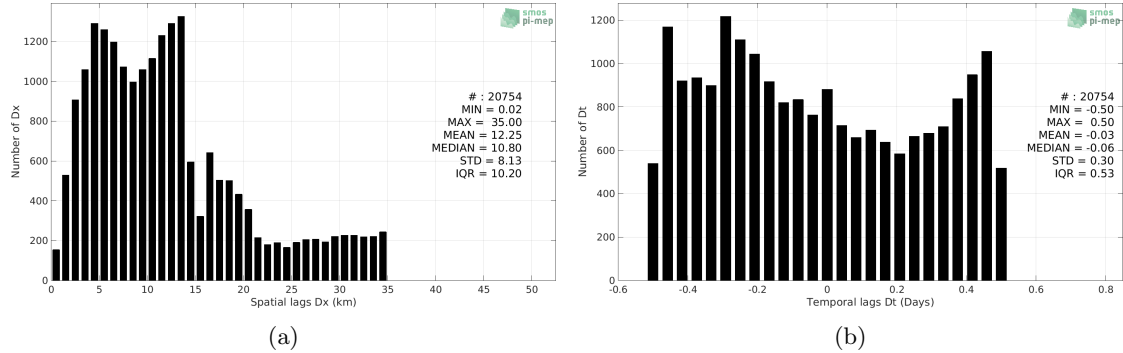 smos
pi-mep
1200
1000
800
600
400
200
0
Number of Dx
# : 20754
MIN = 0.02
MAX = 35.00
MEAN = 12.25
MEDIAN = 10.80
STD = 8.13
IQR = 10.20
0 5 10 15 20 25 30 35 40 45 50
Spatial lags Dx (km)
(a)
smos
pi-mep
1200
1000
800
600
400
200
0
Number of Dt
# : 20754
MIN = -0.50
MAX = 0.50
MEAN = -0.03
MEDIAN = -0.06
STD = 0.30
IQR = 0.53
-0.6 -0.4 -0.2 0 0.2 0.4 0.6 0.8
Temporal lags Dt (Days)
(b)